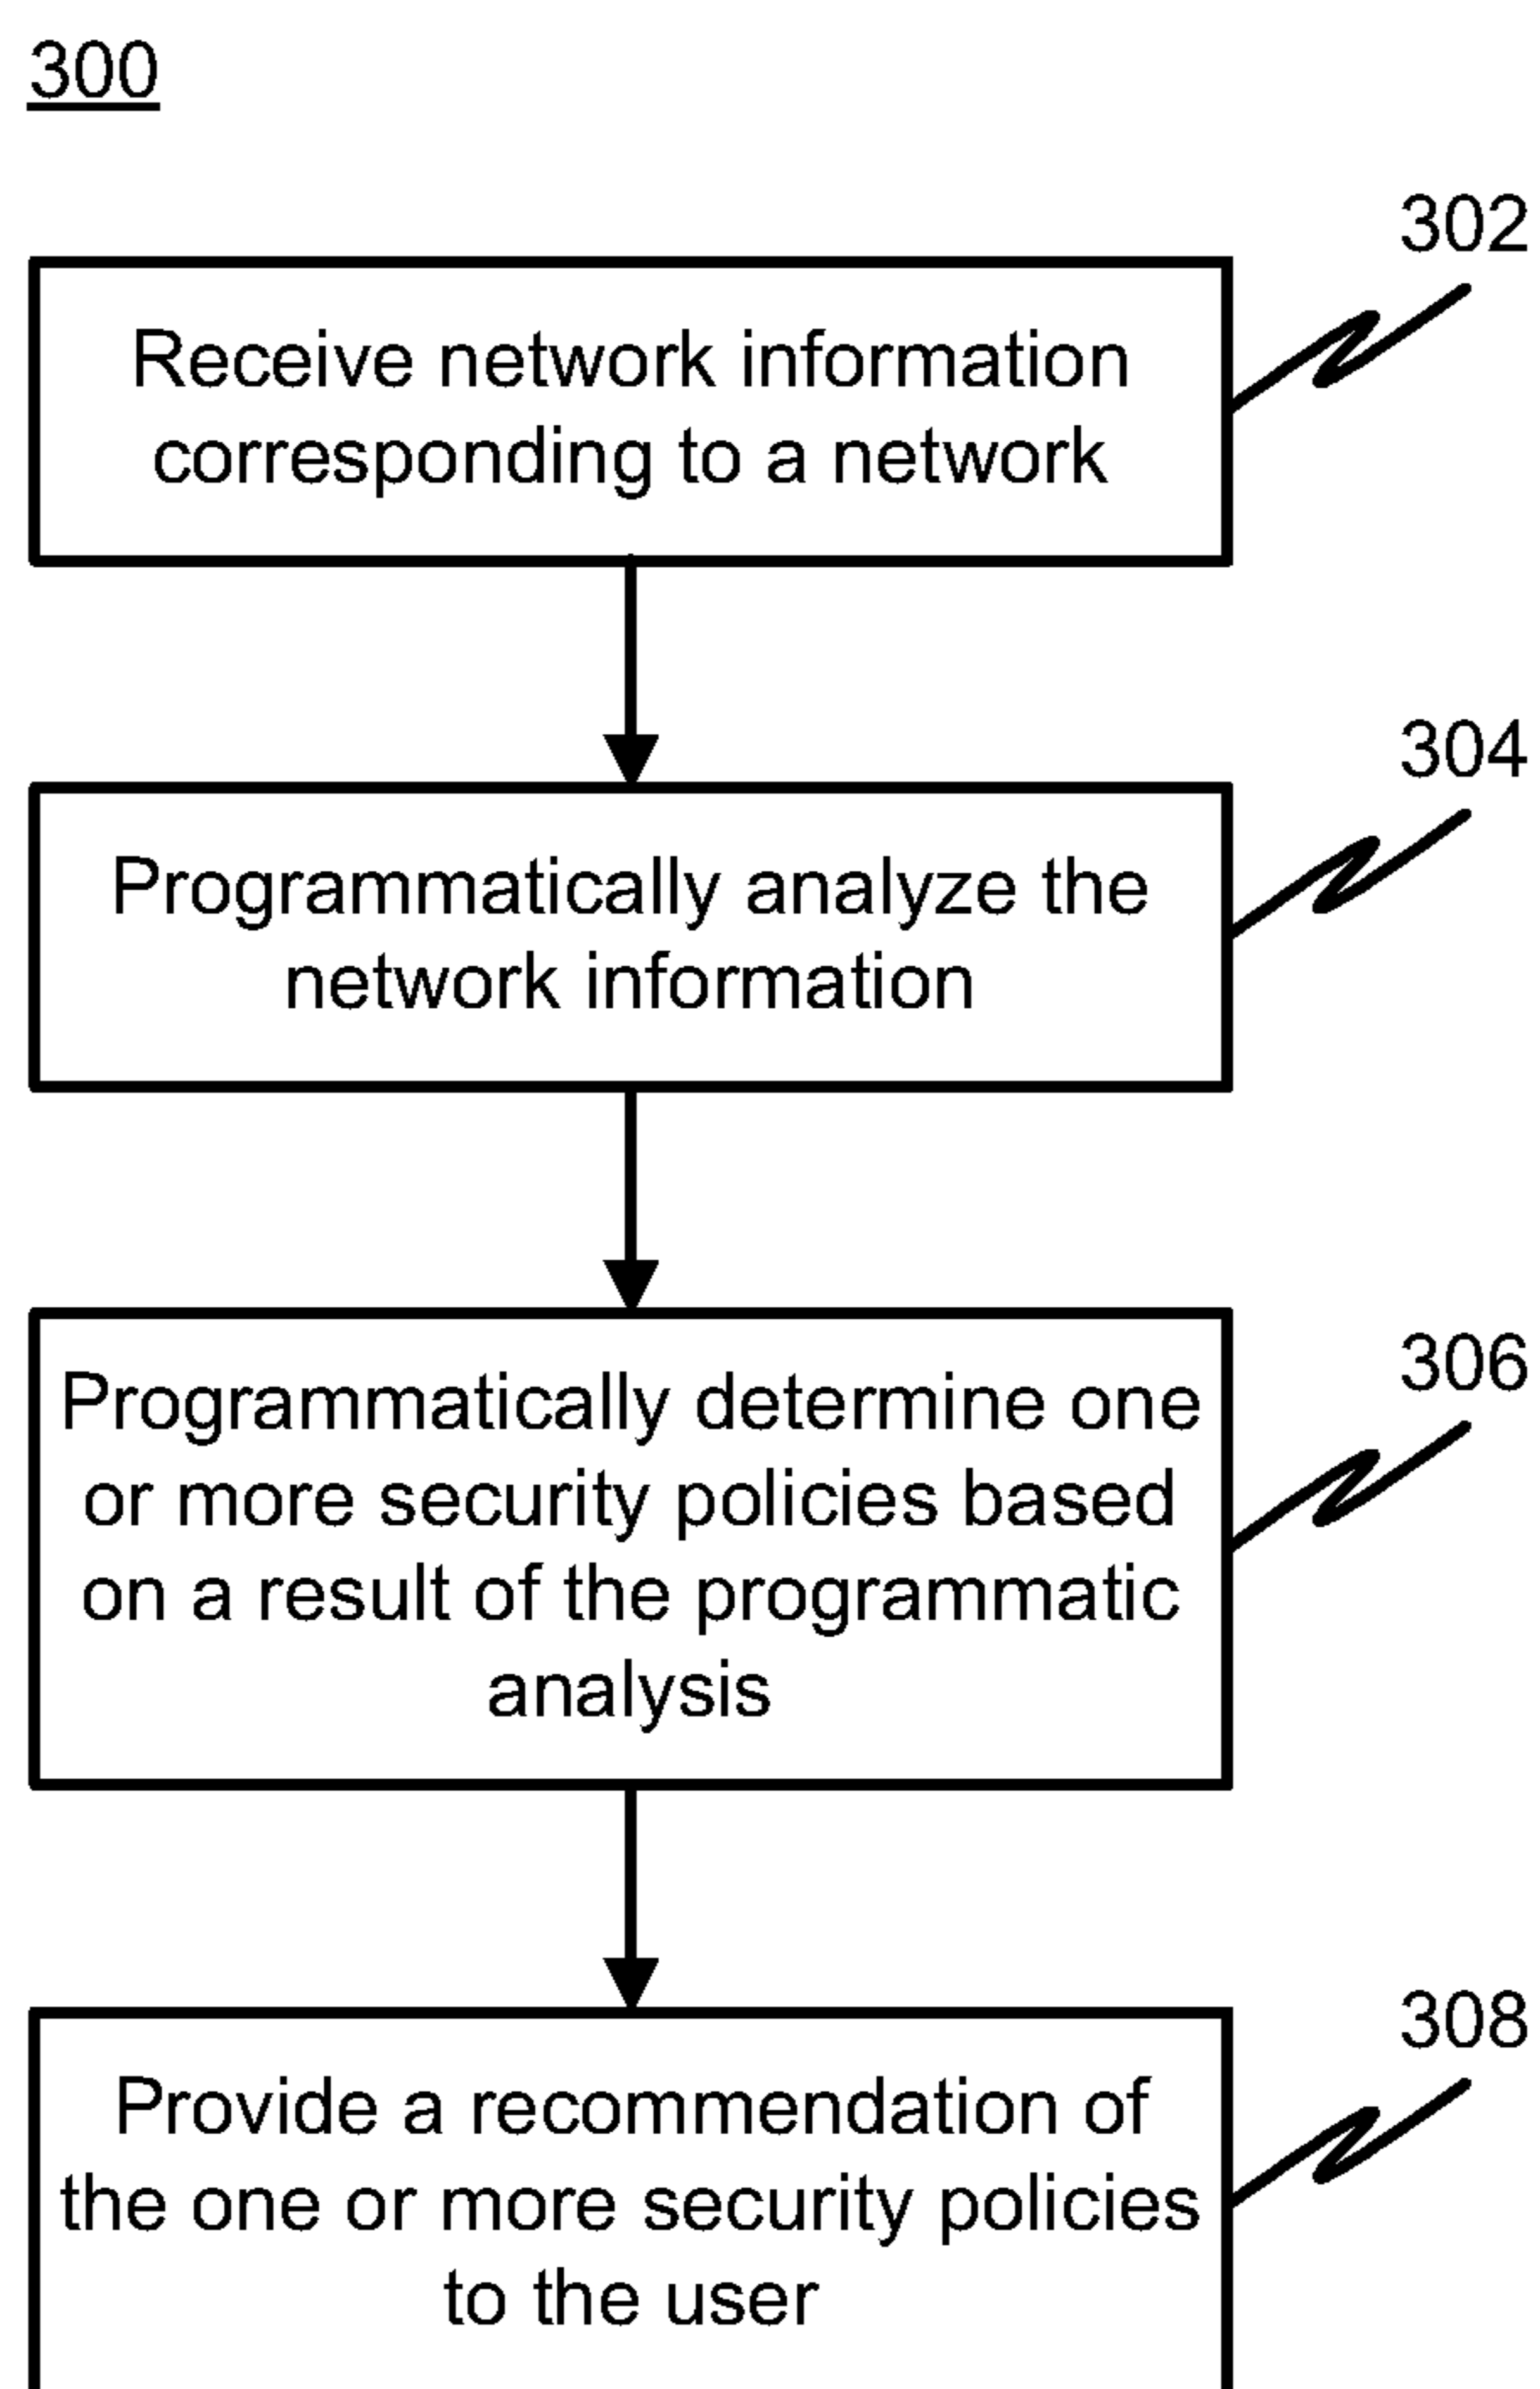 300
302
Receive network information
corresponding to a network
304
Programmatically analyze the
network information
306
Programmatically determine one
or more security policies based
on a result of the programmatic
analysis
308
Provide a recommendation of
the one or more security policies
to the user